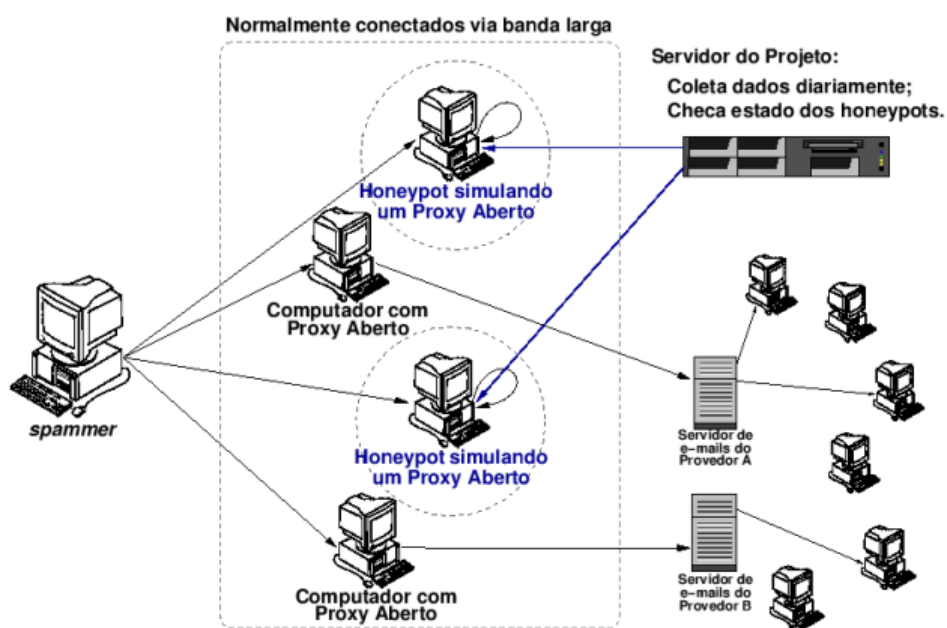 Normalmente conectados via banda larga
Servidor do Projeto:
Coleta dados diariamente;
Checa estado dos honeypots.
Honeypot simulando
um Proxy Aberto
Computador com
Proxy Aberto
spammer
Honeypot simulando
um Proxy Aberto
Servidor de
e-mails do
Provedor A
Computador com
Proxy Aberto
Servidor de
e-mails do
Provedor B